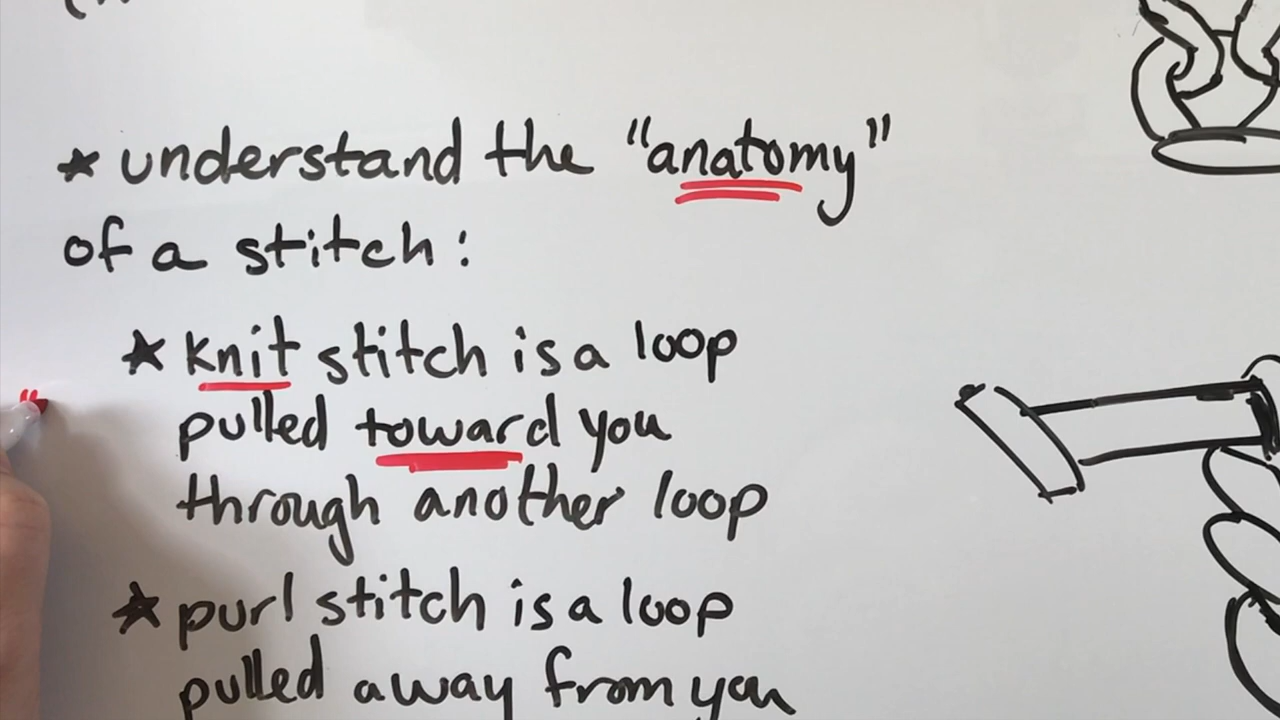 * understand the "anatomy"
of a stitch:
* knit stitch is a loop
pulled toward you
through another loop
* purl stitch is a loop
pulled away from you